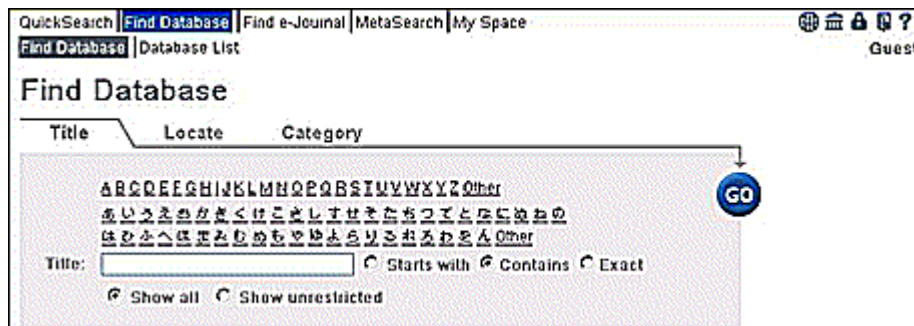 QuickSearch Find Database Find e-Journal MetaSearch My Space
Find Database Database List Guest
Find Database
Title Locate Category
A B C D E F G H I J K L M N O P Q R S T U V W X Y Z Other
GO
あ い う え お か き く け こ さ し す せ そ た ち つ て と な に ぬ ね の
は ひ ふ へ ほ ま み む め も や ゆ よ ら り る れ ろ わ を ん Other
Title: Starts with Contains Exact
Show all Show unrestricted